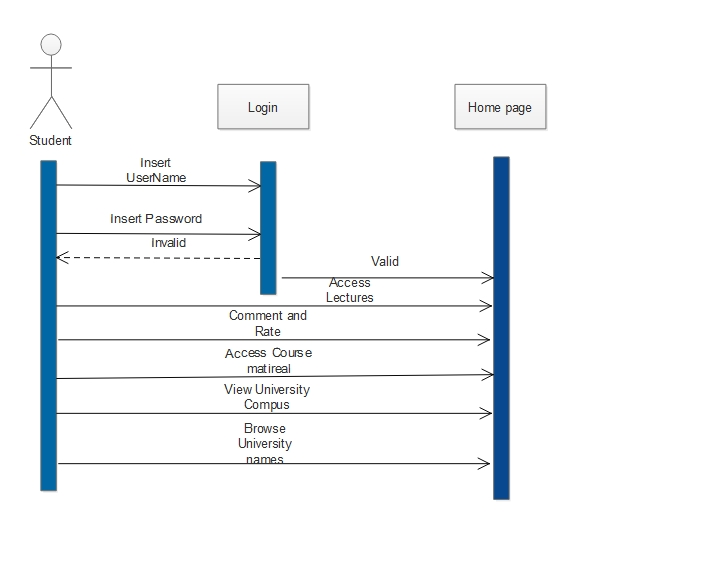 Login
Home page
Student
Insert
UserName
Insert Password
Invalid
Valid
Access
Lectures
Comment and
Rate
Access Course
matireal
View University
Compus
Browse
University
names